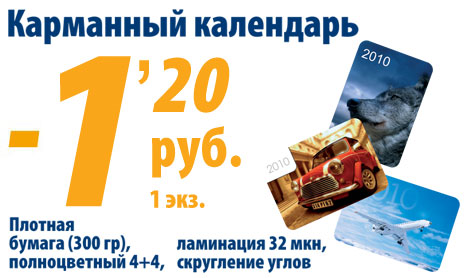 Карманный календарь
-1’20
руб.
1 экз.
2010
2010
2010
Плотная
бумага (300 гр), ламинация 32 мкн,
полноцветный 4+4, скругление углов